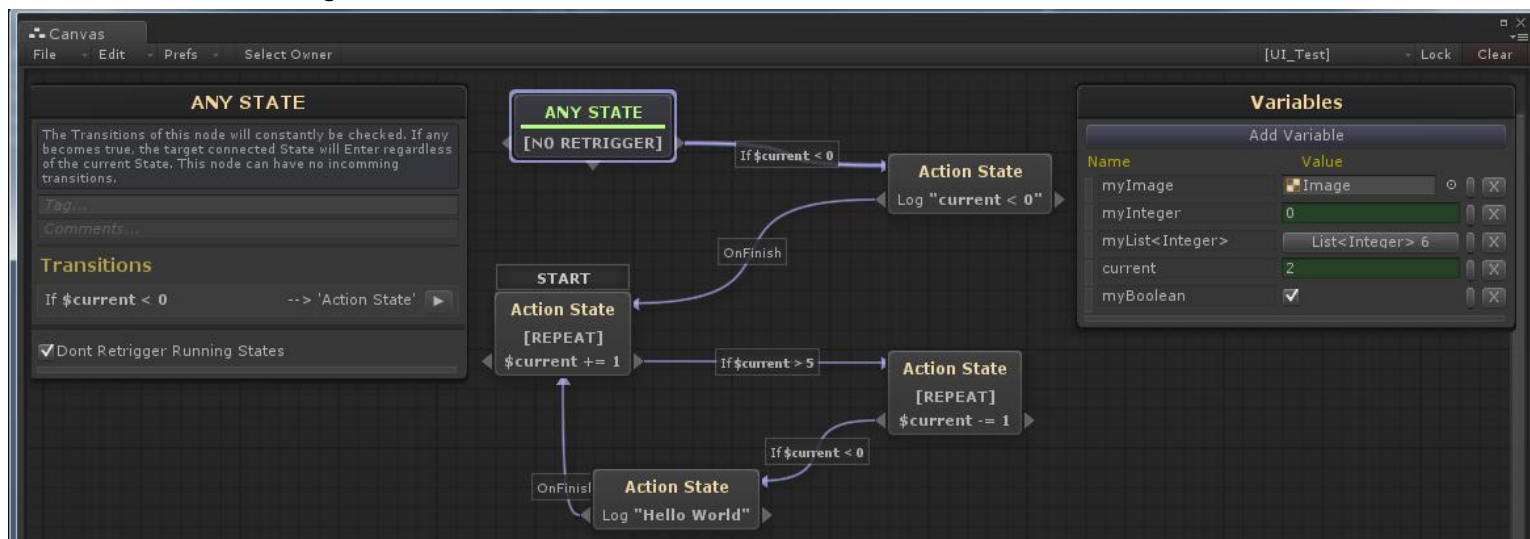 Canvas
File Edit Prefs Select Owner [UI_Test] Lock Clear
ANY STATE
The Transitions of this node will constantly be checked. If any
becomes true, the target connected State will Enter regardless
of the current State. This node can have no incomming
transitions.
Tag...
Comments...
Transitions
If $current < 0 --> 'Action State'
Dont Retrigger Running States
ANY STATE
[NO RETRIGGER]
If $current < 0
Action State
Log "current < 0"
OnFinish
START
Action State
[REPEAT]
$current += 1
If $current > 5
Action State
[REPEAT]
$current -= 1
If $current < 0
OnFinisl
Action State
Log "Hello World"
Variables
Add Variable
Name Value
myImage Image X
myInteger 0 X
myList<Integer> List<Integer> 6 X
current 2 X
myBoolean X